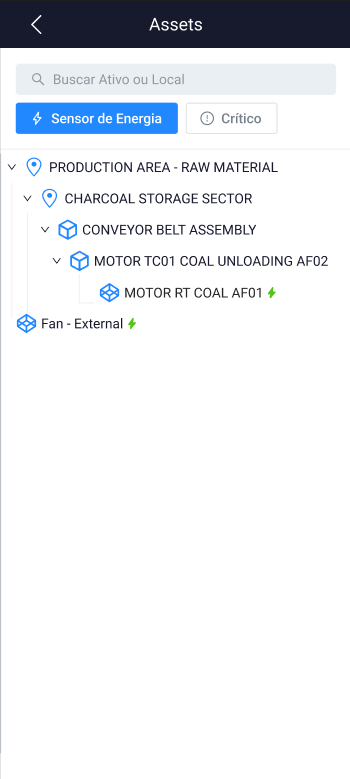 Assets
Buscar Ativo ou Local
Sensor de Energia
Crítico
PRODUCTION AREA - RAW MATERIAL
CHARCOAL STORAGE SECTOR
CONVEYOR BELT ASSEMBLY
MOTOR TC01 COAL UNLOADING AF02
MOTOR RT COAL AF01
Fan - External